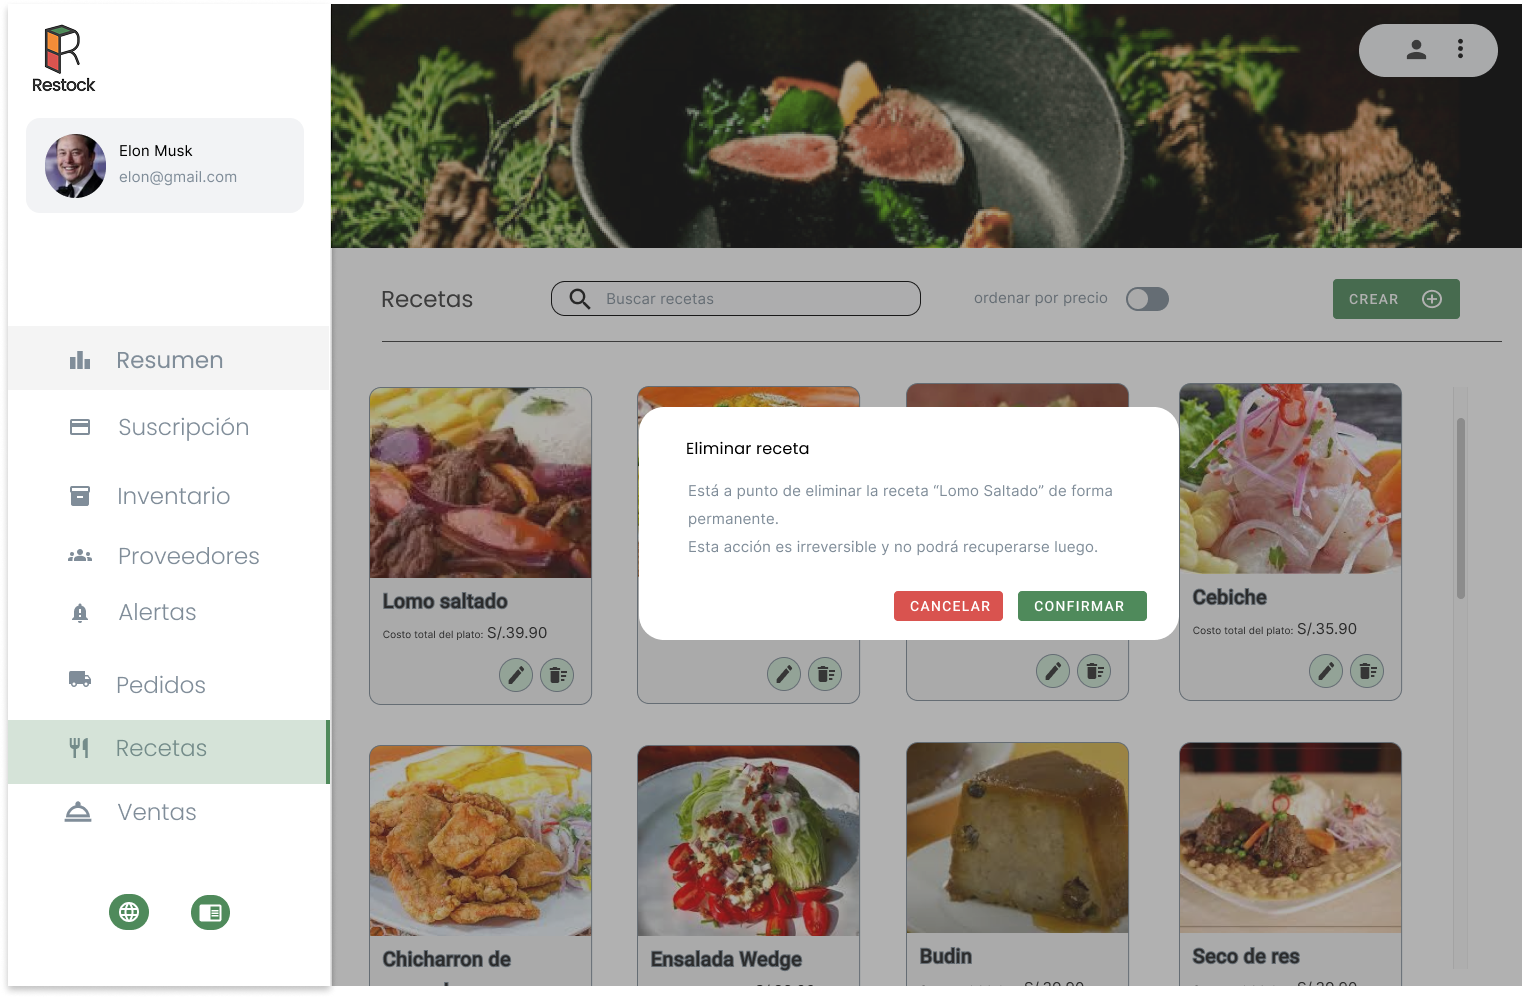 Restock
Elon Musk
elon@gmail.com
Resumen
Suscripción
Inventario
Proveedores
Alertas
Pedidos
Recetas
Ventas
Recetas
Buscar recetas
ordenar por precio
CREAR
Lomo saltado
Costo total del plato: S/.39.90
Eliminar receta
Está a punto de eliminar la receta “Lomo Saltado” de forma
permanente.
Esta acción es irreversible y no podrá recuperarse luego.
CANCELAR
CONFIRMAR
Cebiche
Costo total del plato: S/.35.90
Chicharron de
Ensalada Wedge
Budin
Seco de res